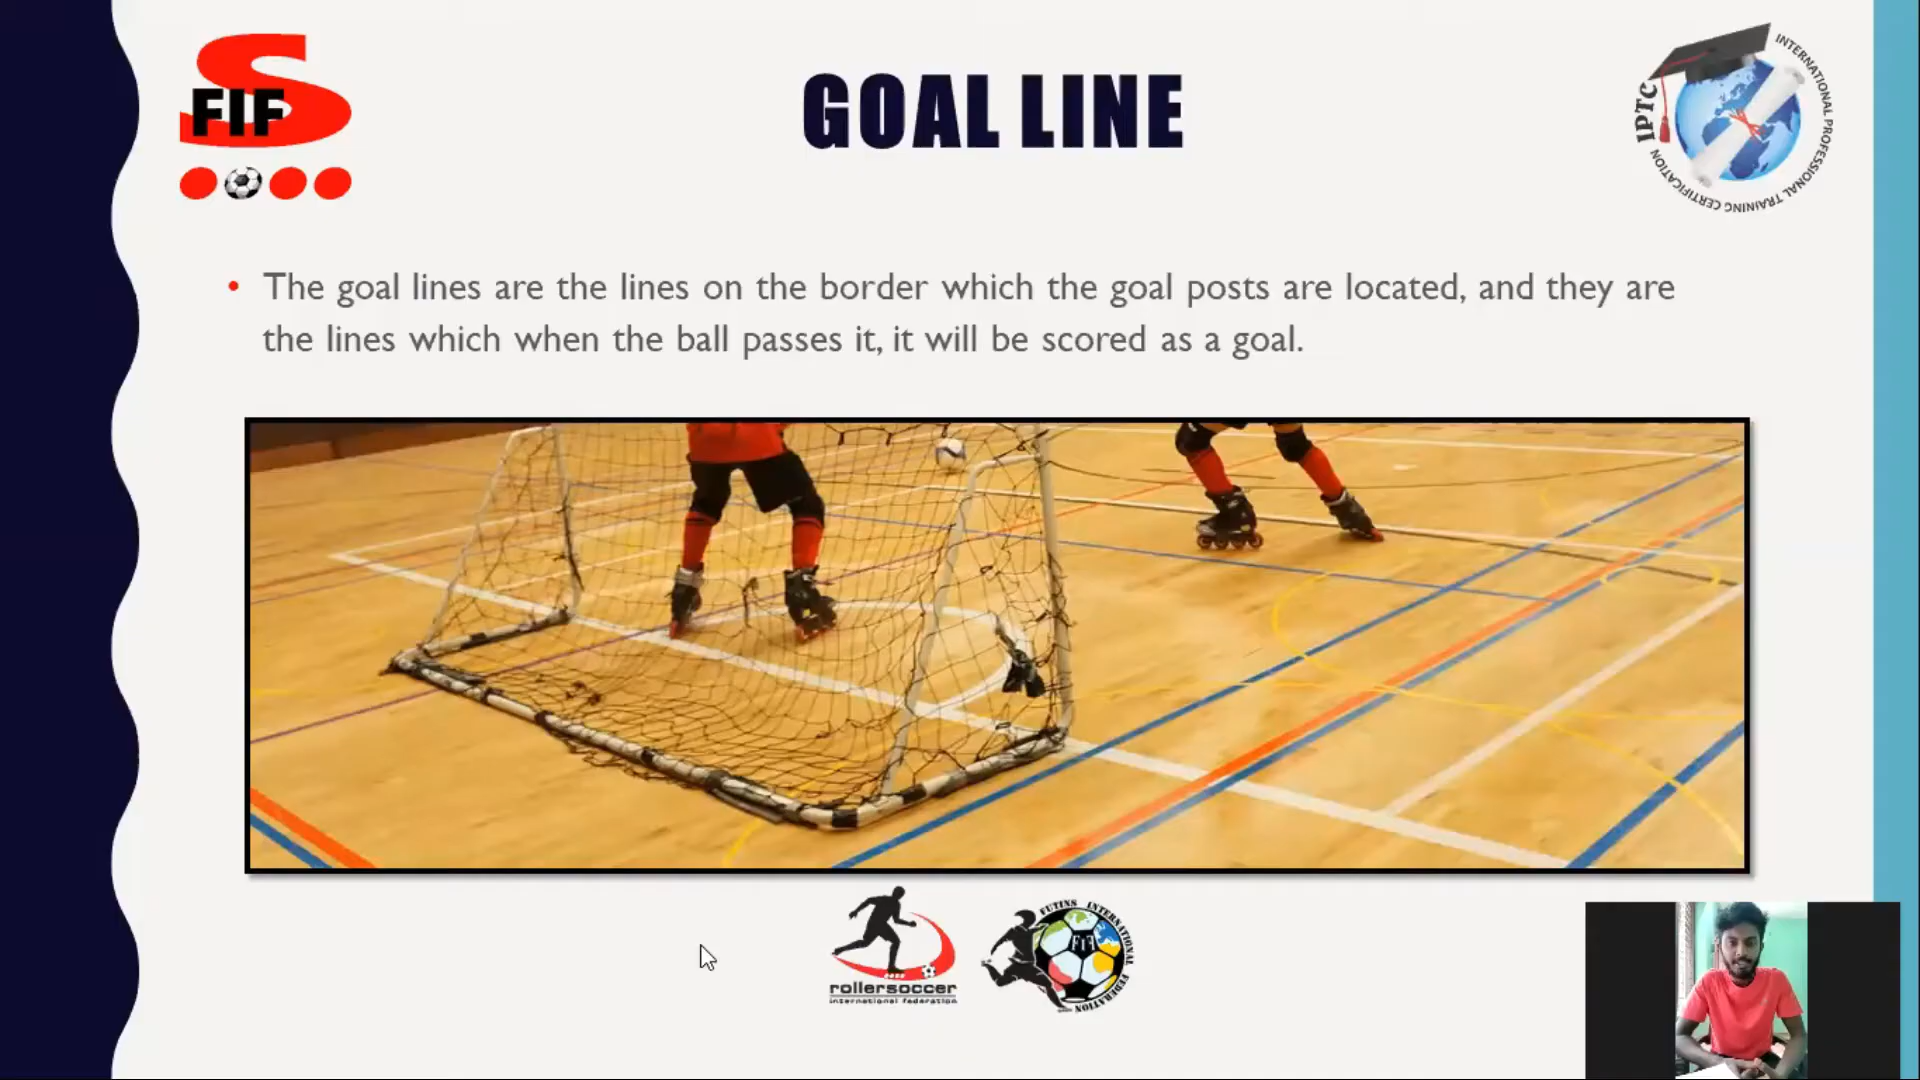 FIFS
GOAL LINE
IPTC
INTERNATIONAL PROFESSIONAL TRAINING CERTIFICATION
• The goal lines are the lines on the border which the goal posts are located, and they are
the lines which when the ball passes it, it will be scored as a goal.
rollersoccer
international federation
FUTINS INTERNATIONAL FEDERATION
FIF